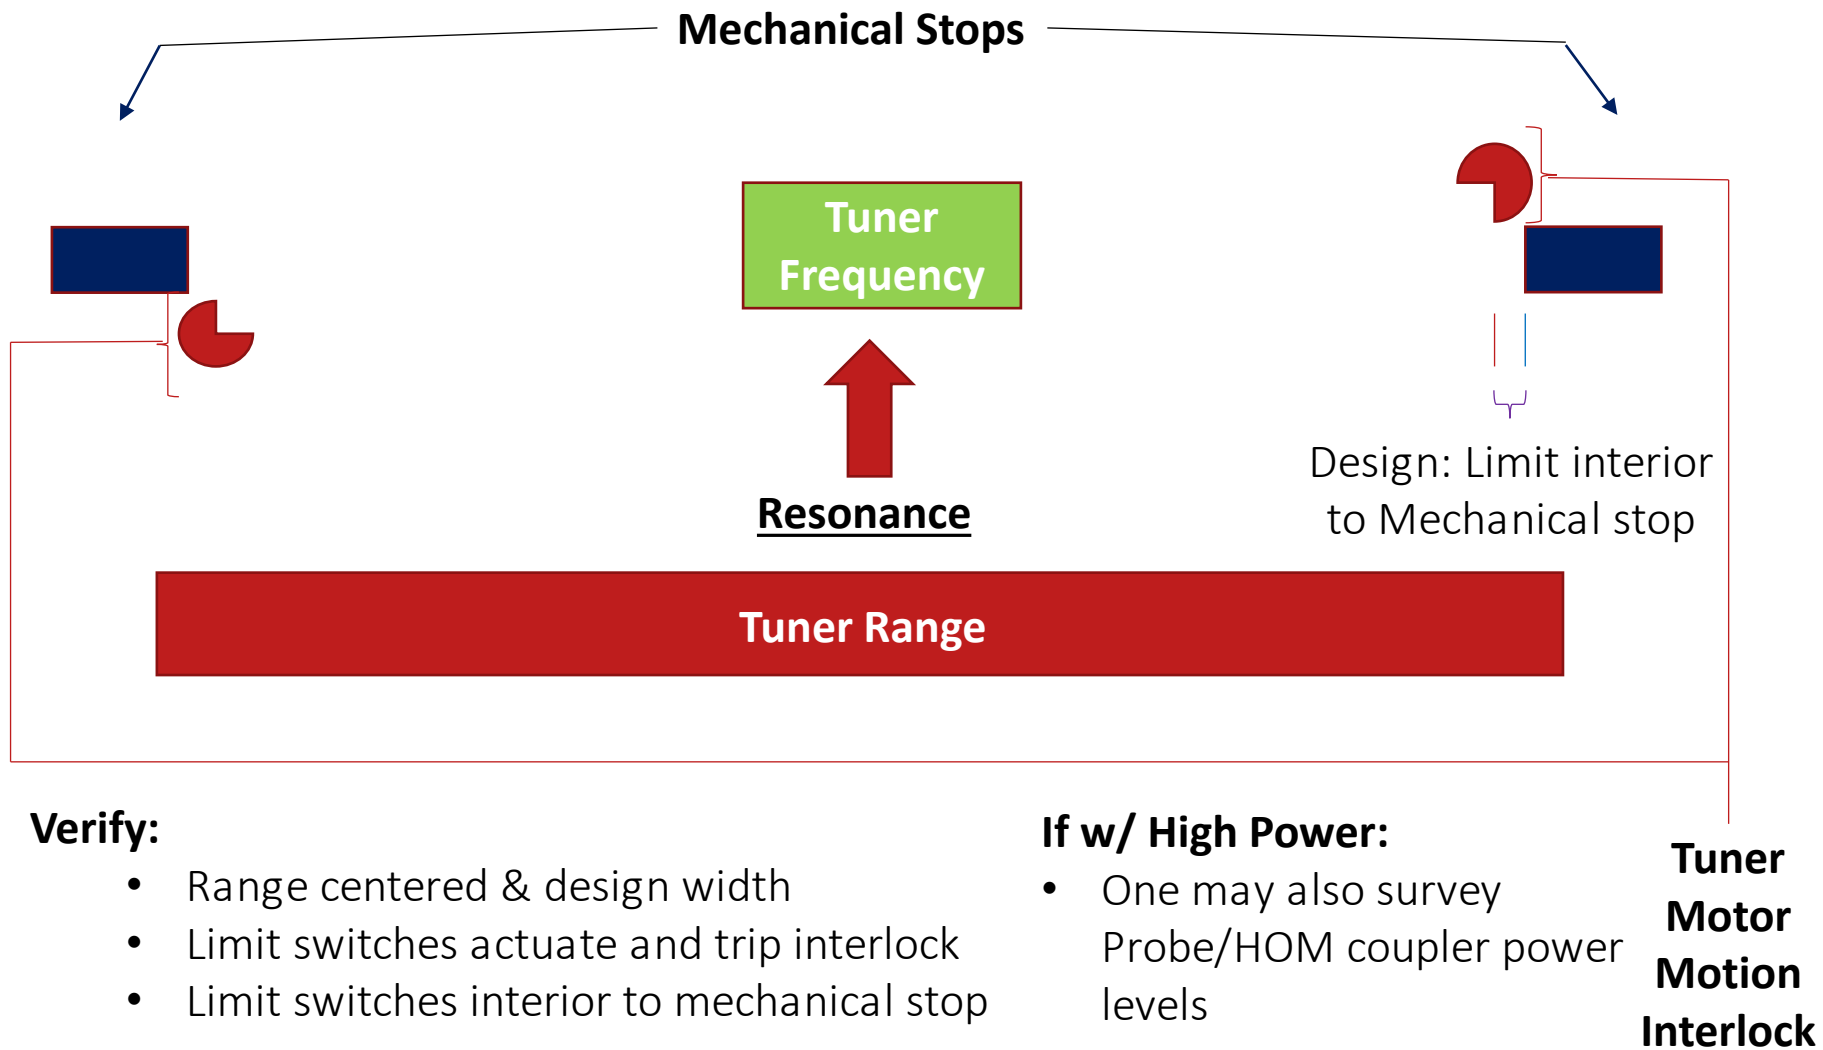 Mechanical Stops
Tuner
Frequency
Design: Limit interior
to Mechanical stop
Resonance
Tuner Range
Verify:
• Range centered & design width
• Limit switches actuate and trip interlock
• Limit switches interior to mechanical stop
If w/ High Power:
• One may also survey
Probe/HOM coupler power
levels
Tuner
Motor
Motion
Interlock